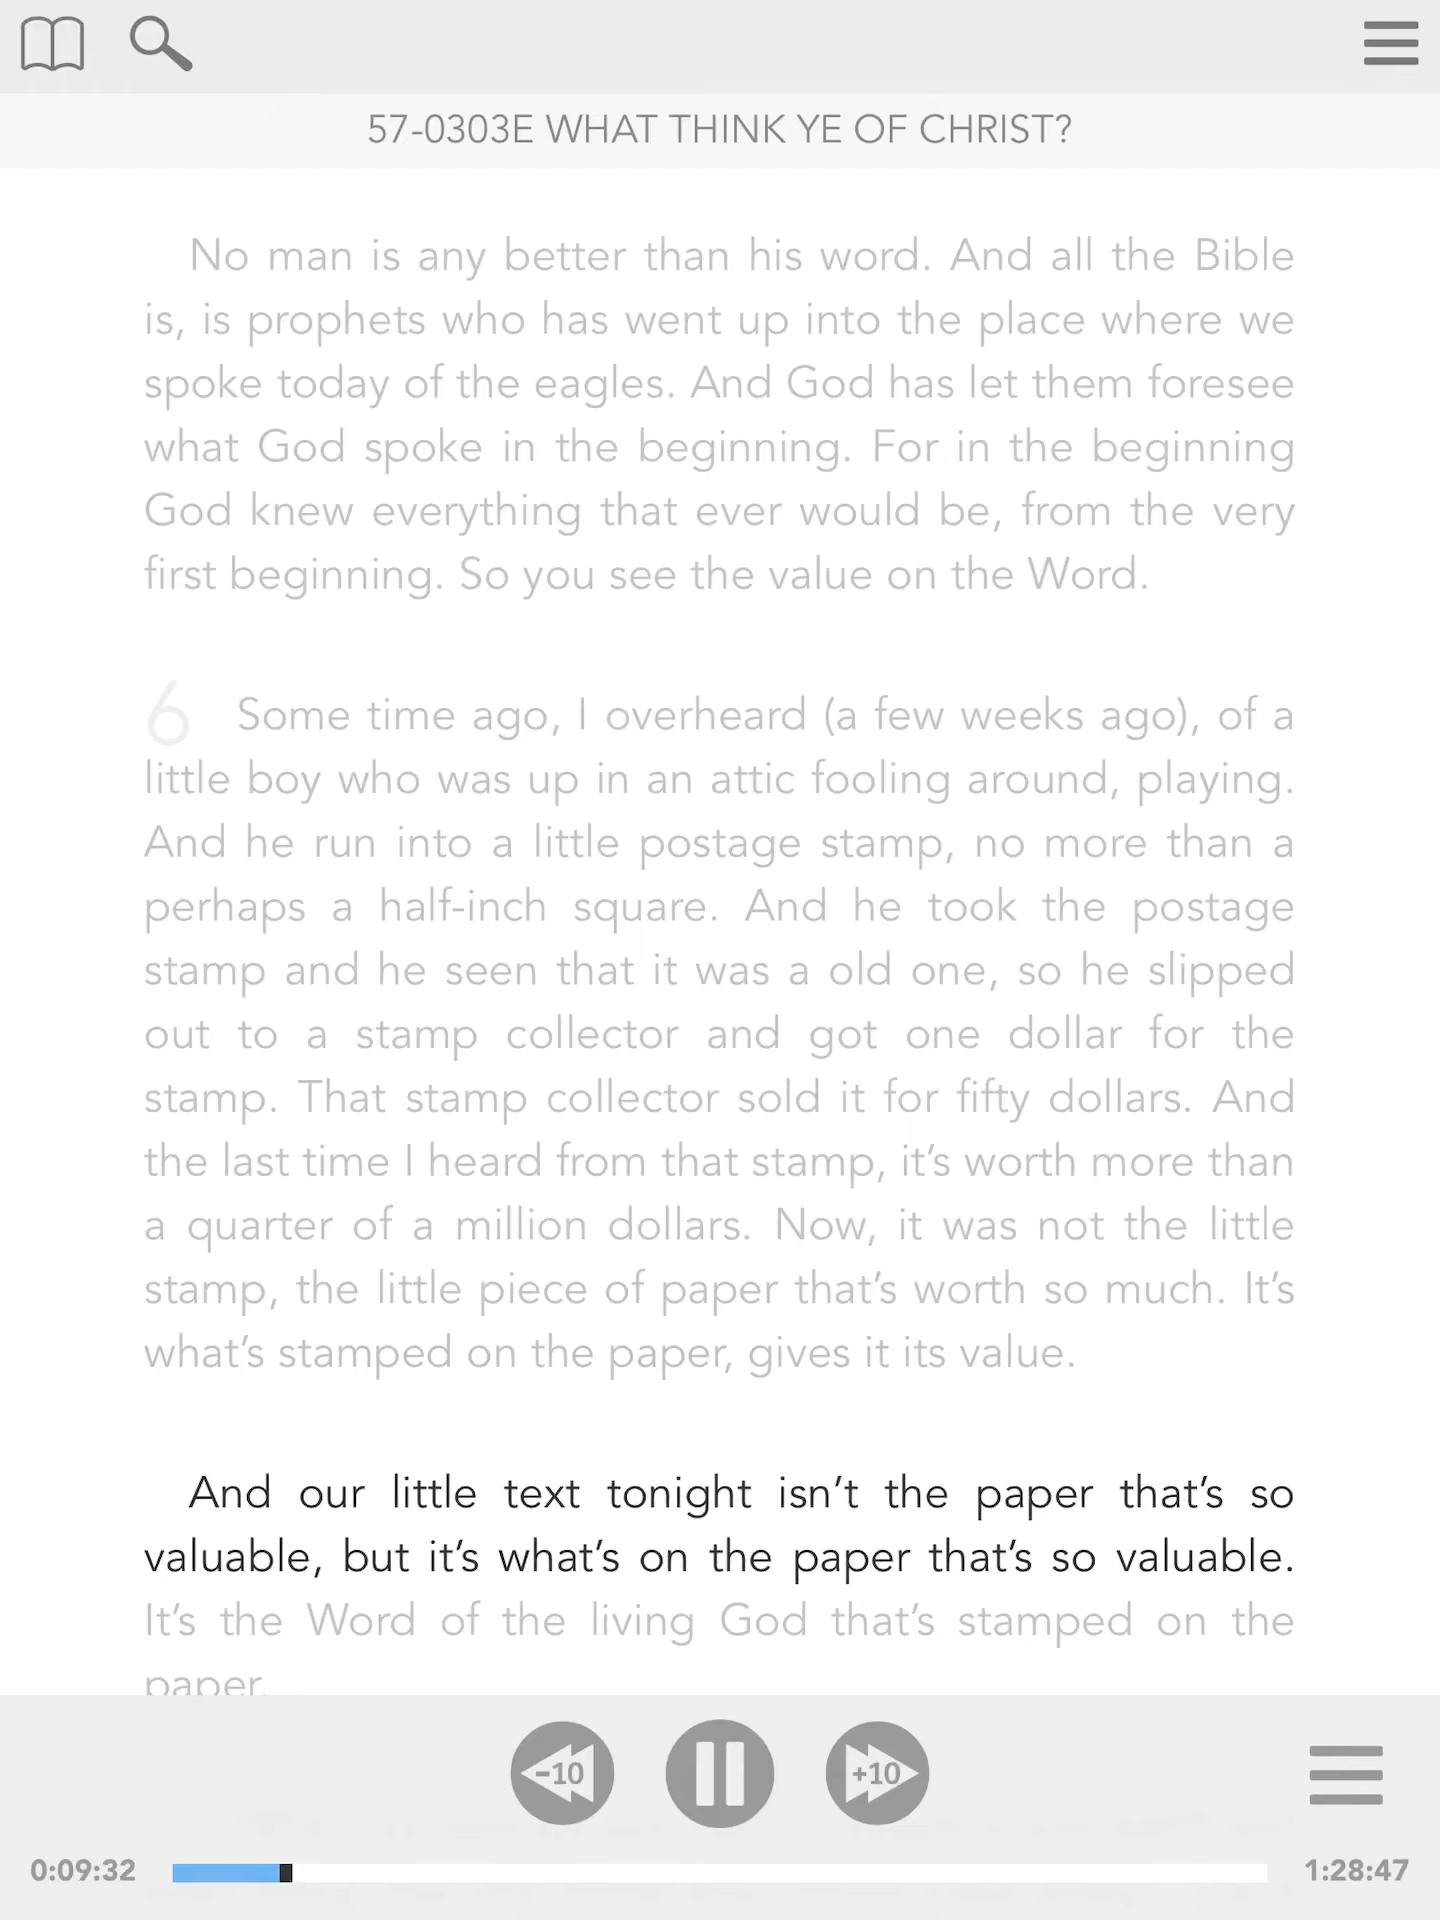 57-0303E WHAT THINK YE OF CHRIST?
No man is any better than his word. And all the Bible
is, is prophets who has went up into the place where we
spoke today of the eagles. And God has let them foresee
what God spoke in the beginning. For in the beginning
God knew everything that ever would be, from the very
first beginning. So you see the value on the Word.
6 Some time ago, I overheard (a few weeks ago), of a
little boy who was up in an attic fooling around, playing.
And he run into a little postage stamp, no more than a
perhaps a half-inch square. And he took the postage
stamp and he seen that it was a old one, so he slipped
out to a stamp collector and got one dollar for the
stamp. That stamp collector sold it for fifty dollars. And
the last time I heard from that stamp, it’s worth more than
a quarter of a million dollars. Now, it was not the little
stamp, the little piece of paper that’s worth so much. It’s
what’s stamped on the paper, gives it its value.
And our little text tonight isn’t the paper that’s so
valuable, but it’s what’s on the paper that’s so valuable.
It’s the Word of the living God that’s stamped on the
paper.
-10 +10
0:09:32 1:28:47